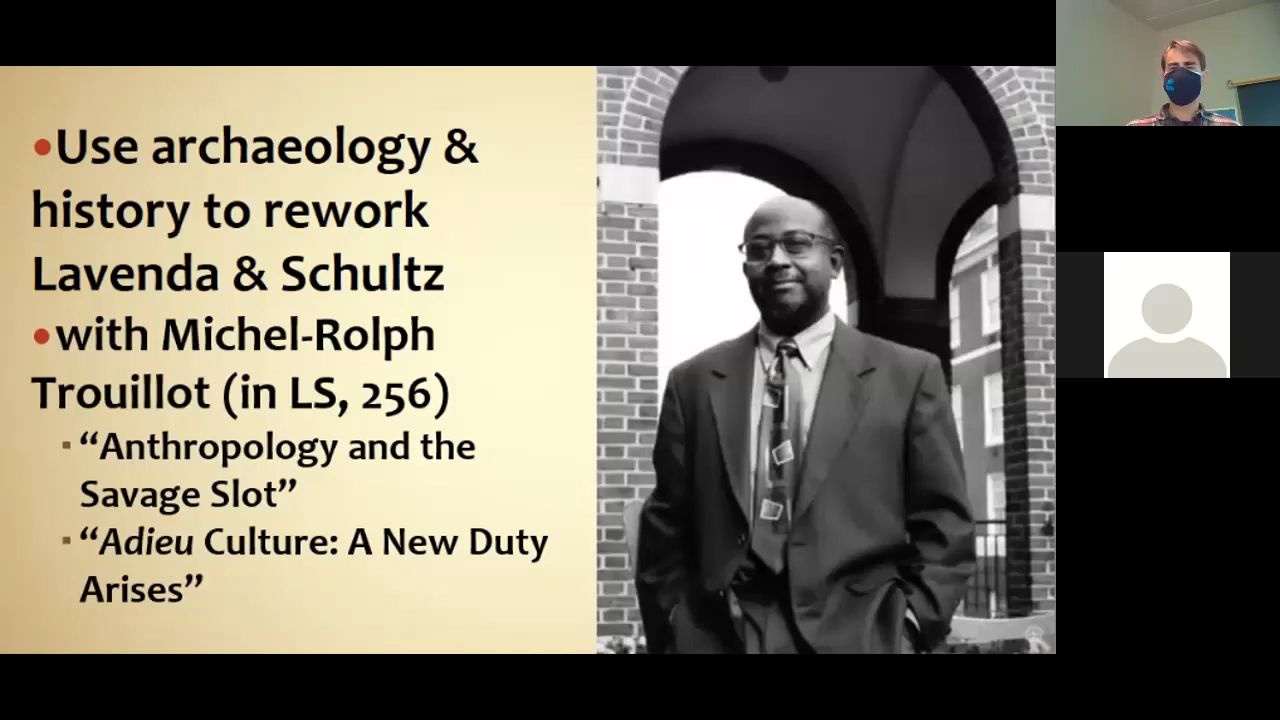 •Use archaeology &
history to rework
Lavenda & Schultz
•with Michel-Rolph
Trouillot (in LS, 256)
▪“Anthropology and the
Savage Slot”
▪“Adieu Culture: A New Duty
Arises”